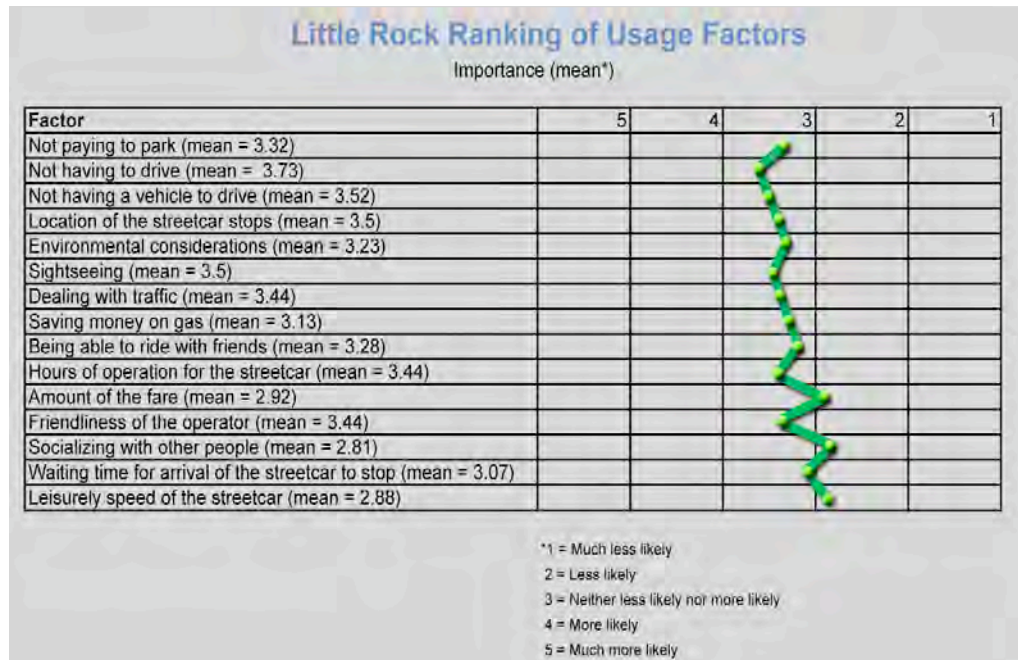 Little Rock Ranking of Usage Factors
Importance (mean*)
Factor 5 4 3 2 1
Not paying to park (mean = 3.32)
Not having to drive (mean = 3.73)
Not having a vehicle to drive (mean = 3.52)
Location of the streetcar stops (mean = 3.5)
Environmental considerations (mean = 3.23)
Sightseeing (mean = 3.5)
Dealing with traffic (mean = 3.44)
Saving money on gas (mean = 3.13)
Being able to ride with friends (mean = 3.28)
Hours of operation for the streetcar (mean = 3.44)
Amount of the fare (mean = 2.92)
Friendliness of the operator (mean = 3.44)
Socializing with other people (mean = 2.81)
Waiting time for arrival of the streetcar to stop (mean = 3.07)
Leisurely speed of the streetcar (mean = 2.88)
*1 = Much less likely
2 = Less likely
3 = Neither less likely nor more likely
4 = More likely
5 = Much more likely